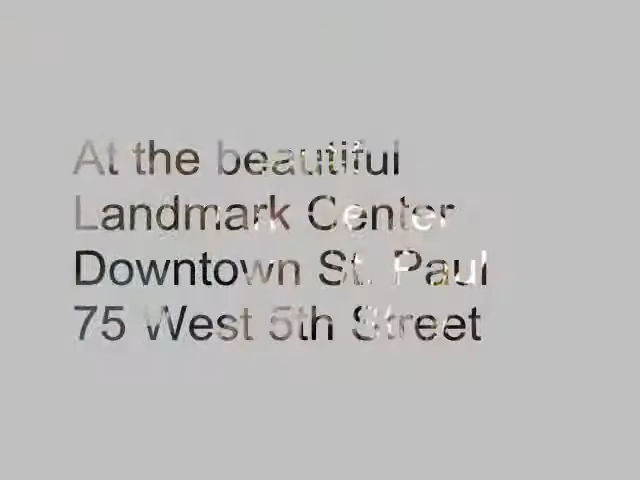 At the beautiful
Landmark Center
Downtown St. Paul
75 West 5th Street